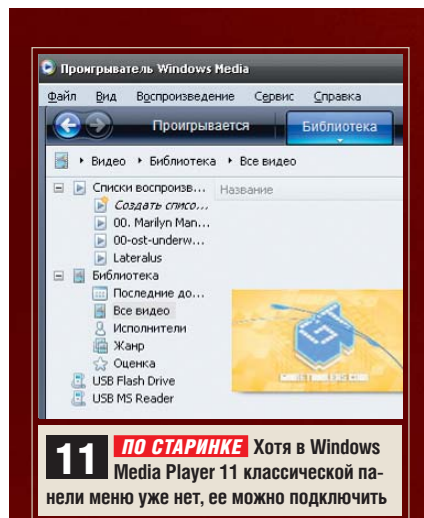 Проигрыватель Windows Media
Файл Вид Воспроизведение Сервис Справка
Проигрывается Библиотека
Видео Библиотека Все видео
Списки воспроизв... Название
Создать списо...
00. Marilyn Man...
00-ost-underw...
Lateralus
Библиотека
Последние до...
Все видео
Исполнители
Жанр
Оценка
USB Flash Drive
USB MS Reader
11 ПО СТАРИНКЕ Хотя в Windows
Media Player 11 классической па-
нели меню уже нет, ее можно подключить